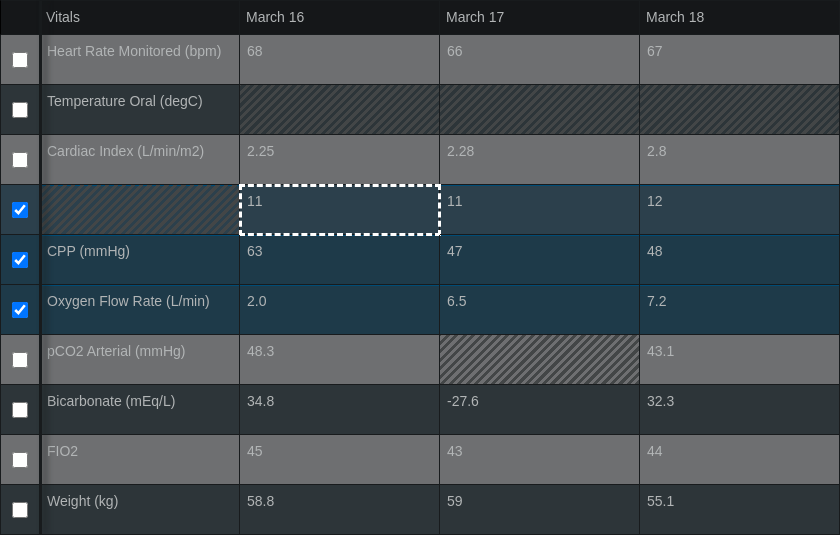 Vitals March 16 March 17 March 18
Heart Rate Monitored (bpm) 68 66 67
Temperature Oral (degC)
Cardiac Index (L/min/m2) 2.25 2.28 2.8
11 11 12
CPP (mmHg) 63 47 48
Oxygen Flow Rate (L/min) 2.0 6.5 7.2
pCO2 Arterial (mmHg) 48.3 43.1
Bicarbonate (mEq/L) 34.8 -27.6 32.3
FIO2 45 43 44
Weight (kg) 58.8 59 55.1